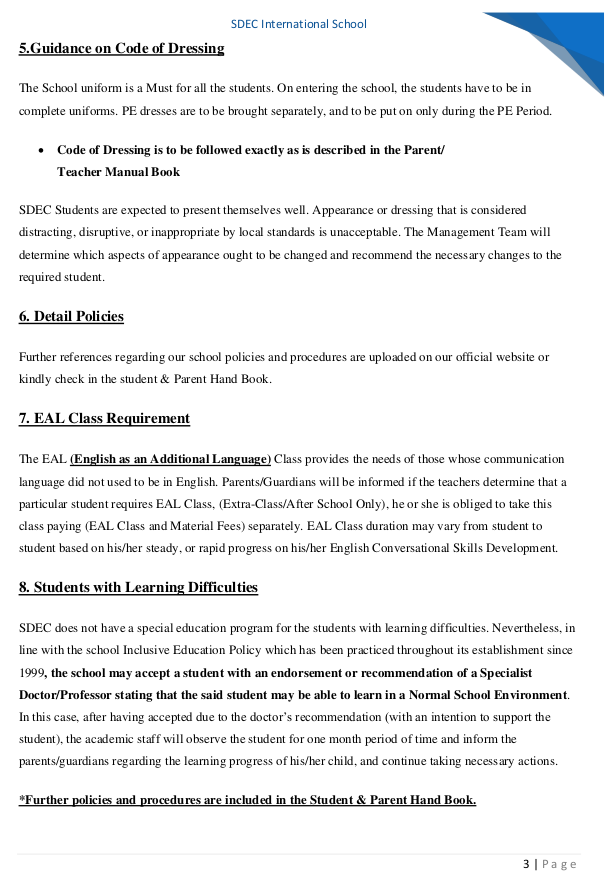 SDEC International School
5.Guidance on Code of Dressing
The School uniform is a Must for all the students. On entering the school, the students have to be in
complete uniforms. PE dresses are to be brought separately, and to be put on only during the PE Period.
• Code of Dressing is to be followed exactly as is described in the Parent/
Teacher Manual Book
SDEC Students are expected to present themselves well. Appearance or dressing that is considered
distracting, disruptive, or inappropriate by local standards is unacceptable. The Management Team will
determine which aspects of appearance ought to be changed and recommend the necessary changes to the
required student.
6. Detail Policies
Further references regarding our school policies and procedures are uploaded on our official website or
kindly check in the student & Parent Hand Book.
7. EAL Class Requirement
The EAL (English as an Additional Language) Class provides the needs of those whose communication
language did not used to be in English. Parents/Guardians will be informed if the teachers determine that a
particular student requires EAL Class, (Extra-Class/After School Only), he or she is obliged to take this
class paying (EAL Class and Material Fees) separately. EAL Class duration may vary from student to
student based on his/her steady, or rapid progress on his/her English Conversational Skills Development.
8. Students with Learning Difficulties
SDEC does not have a special education program for the students with learning difficulties. Nevertheless, in
line with the school Inclusive Education Policy which has been practiced throughout its establishment since
1999, the school may accept a student with an endorsement or recommendation of a Specialist
Doctor/Professor stating that the said student may be able to learn in a Normal School Environment.
In this case, after having accepted due to the doctor's recommendation (with an intention to support the
student), the academic staff will observe the student for one month period of time and inform the
parents/guardians regarding the learning progress of his/her child, and continue taking necessary actions.
*Further policies and procedures are included in the Student & Parent Hand Book.
3 | Page